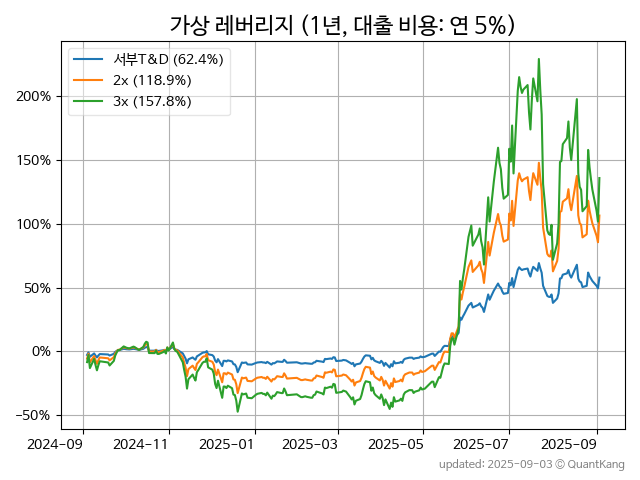 가상 레버리지 (1년, 대출 비용: 연 5%)
서부T&D (62.4%)
2x (118.9%)
3x (157.8%)
200%
150%
100%
50%
0%
−50%
2024-09
2024-11
2025-01
2025-03
2025-05
2025-07
2025-09
updated: 2025-09-03 © QuantKang